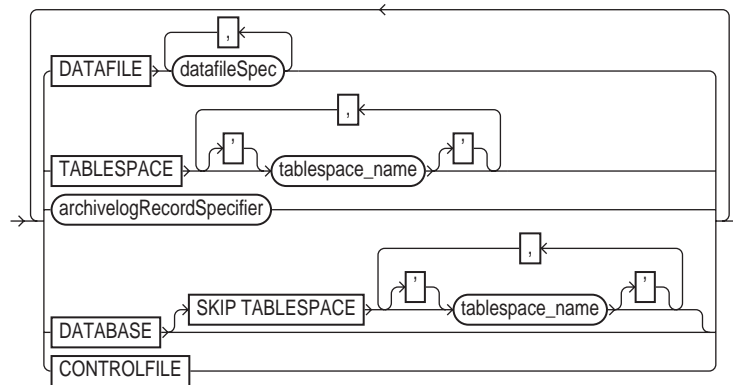 ,
DATAFILE datafileSpec
,
TABLESPACE ' tablespace_name '
archivelogRecordSpecifier
,
SKIP TABLESPACE ' tablespace_name '
DATABASE
CONTROLFILE